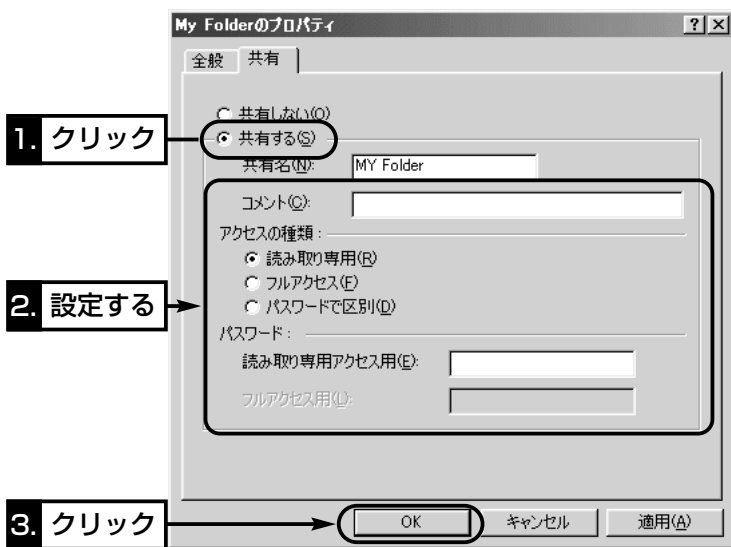 My Folderのプロパティ
? ×
全般 共有
共有しない(O)
1. クリック
共有する(S)
共有名(N): MY Folder
コメント(C):
アクセスの種類:
読み取り専用(R)
フルアクセス(F)
2. 設定する
パスワードで区別(D)
パスワード:
読み取り専用アクセス用(E):
フルアクセス用(L):
3. クリック
OK キャンセル 適用(A)